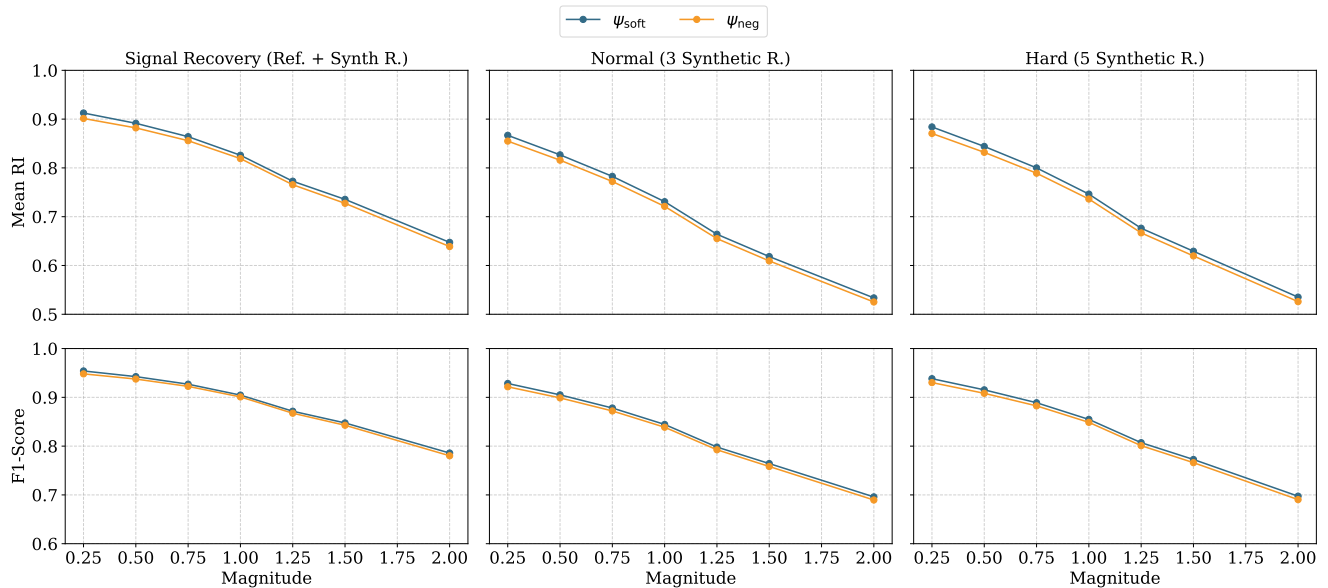 ψsoft ψneg
Signal Recovery (Ref. + Synth R.) Normal (3 Synthetic R.) Hard (5 Synthetic R.)
Mean RI
1.0
0.9
0.8
0.7
0.6
0.5
F1-Score
1.0
0.9
0.8
0.7
0.6
0.25 0.50 0.75 1.00 1.25 1.50 1.75 2.00 0.25 0.50 0.75 1.00 1.25 1.50 1.75 2.00 0.25 0.50 0.75 1.00 1.25 1.50 1.75 2.00
Magnitude Magnitude Magnitude